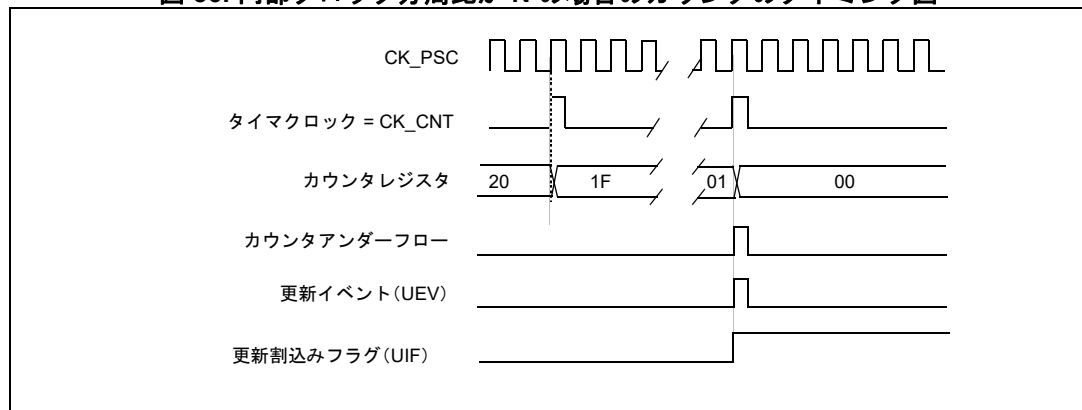 CK_PSC
タイマクロック = CK_CNT
カウンタレジスタ 20 1F 01 00
カウンタアンダーフロー
更新イベント(UEV)
更新割込みフラグ(UIF)